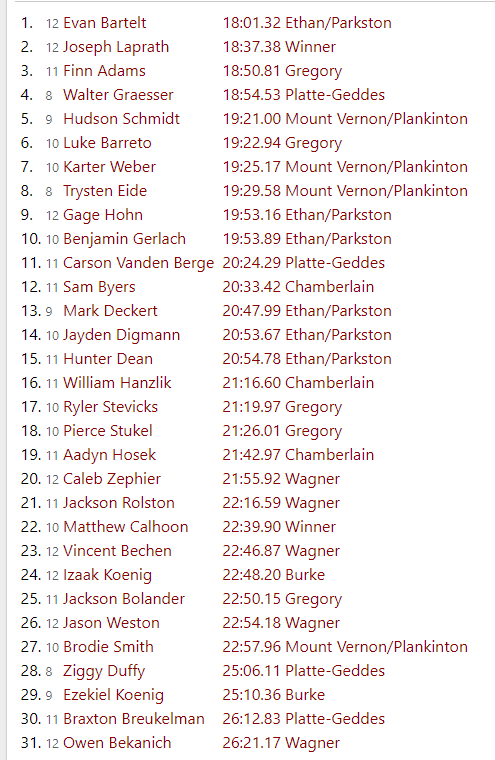 1. 12 Evan Bartelt 18:01.32 Ethan/Parkston
2. 12 Joseph Laprath 18:37.38 Winner
3. 11 Finn Adams 18:50.81 Gregory
4. 8 Walter Graesser 18:54.53 Platte-Geddes
5. 9 Hudson Schmidt 19:21.00 Mount Vernon/Plankinton
6. 10 Luke Barreto 19:22.94 Gregory
7. 10 Karter Weber 19:25.17 Mount Vernon/Plankinton
8. 8 Trysten Eide 19:29.58 Mount Vernon/Plankinton
9. 12 Gage Hohn 19:53.16 Ethan/Parkston
10. 10 Benjamin Gerlach 19:53.89 Ethan/Parkston
11. 11 Carson Vanden Berge 20:24.29 Platte-Geddes
12. 11 Sam Byers 20:33.42 Chamberlain
13. 9 Mark Deckert 20:47.99 Ethan/Parkston
14. 10 Jayden Digmann 20:53.67 Ethan/Parkston
15. 11 Hunter Dean 20:54.78 Ethan/Parkston
16. 11 William Hanzlik 21:16.60 Chamberlain
17. 10 Ryler Stevicks 21:19.97 Gregory
18. 10 Pierce Stukel 21:26.01 Gregory
19. 11 Aadyn Hosek 21:42.97 Chamberlain
20. 12 Caleb Zephier 21:55.92 Wagner
21. 11 Jackson Rolston 22:16.59 Wagner
22. 10 Matthew Calhoon 22:39.90 Winner
23. 12 Vincent Bechen 22:46.87 Wagner
24. 12 Izaak Koenig 22:48.20 Burke
25. 11 Jackson Bolander 22:50.15 Gregory
26. 12 Jason Weston 22:54.18 Wagner
27. 10 Brodie Smith 22:57.96 Mount Vernon/Plankinton
28. 8 Ziggy Duffy 25:06.11 Platte-Geddes
29. 9 Ezekiel Koenig 25:10.36 Burke
30. 11 Braxton Breukelman 26:12.83 Platte-Geddes
31. 12 Owen Bekanich 26:21.17 Wagner